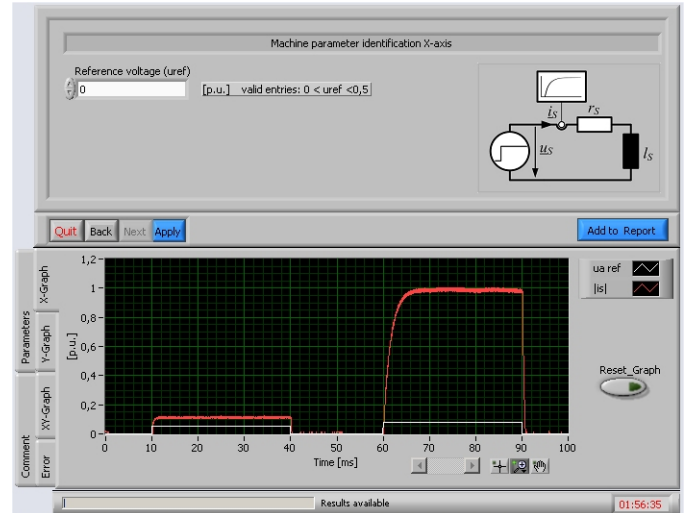 Machine parameter identification X-axis
Reference voltage (uref)
0
[p.u.] valid entries: 0 < uref <0,5
is
rs
us
ls
Quit Back Next Apply
Add to Report
Parameters
Comment
X-Graph
Y-Graph
XY-Graph
Error
[p.u.]
1,2
1
0,8
0,6
0,4
0,2
0
0 10 20 30 40 50 60 70 80 90 100
Time [ms]
ua ref
|is|
Reset_Graph
Results available
01:56:35